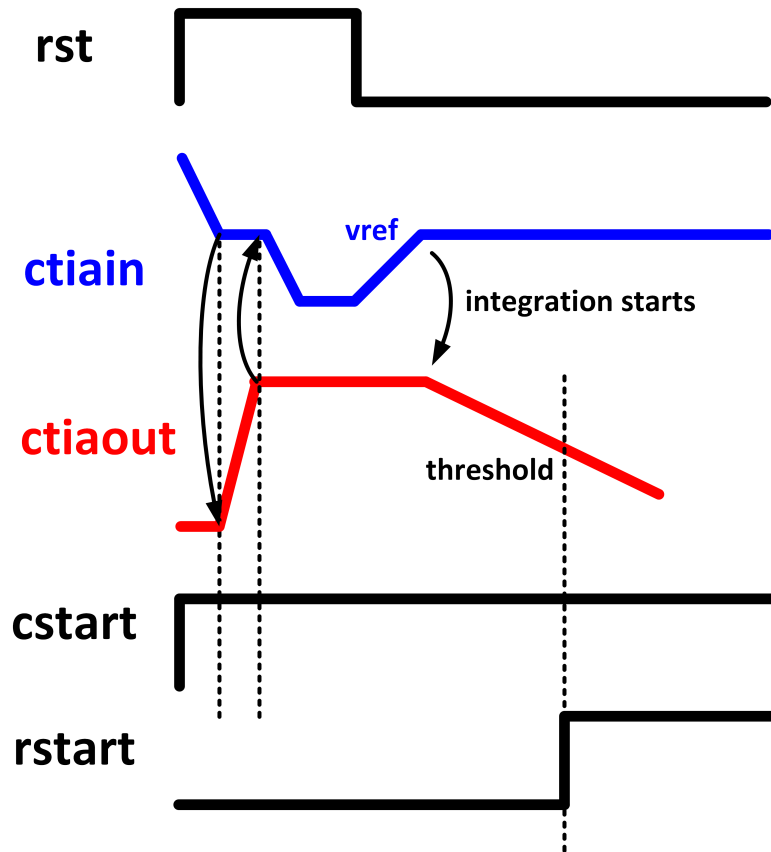 rst
vref
ctiain
integration starts
ctiaout
threshold
cstart
rstart